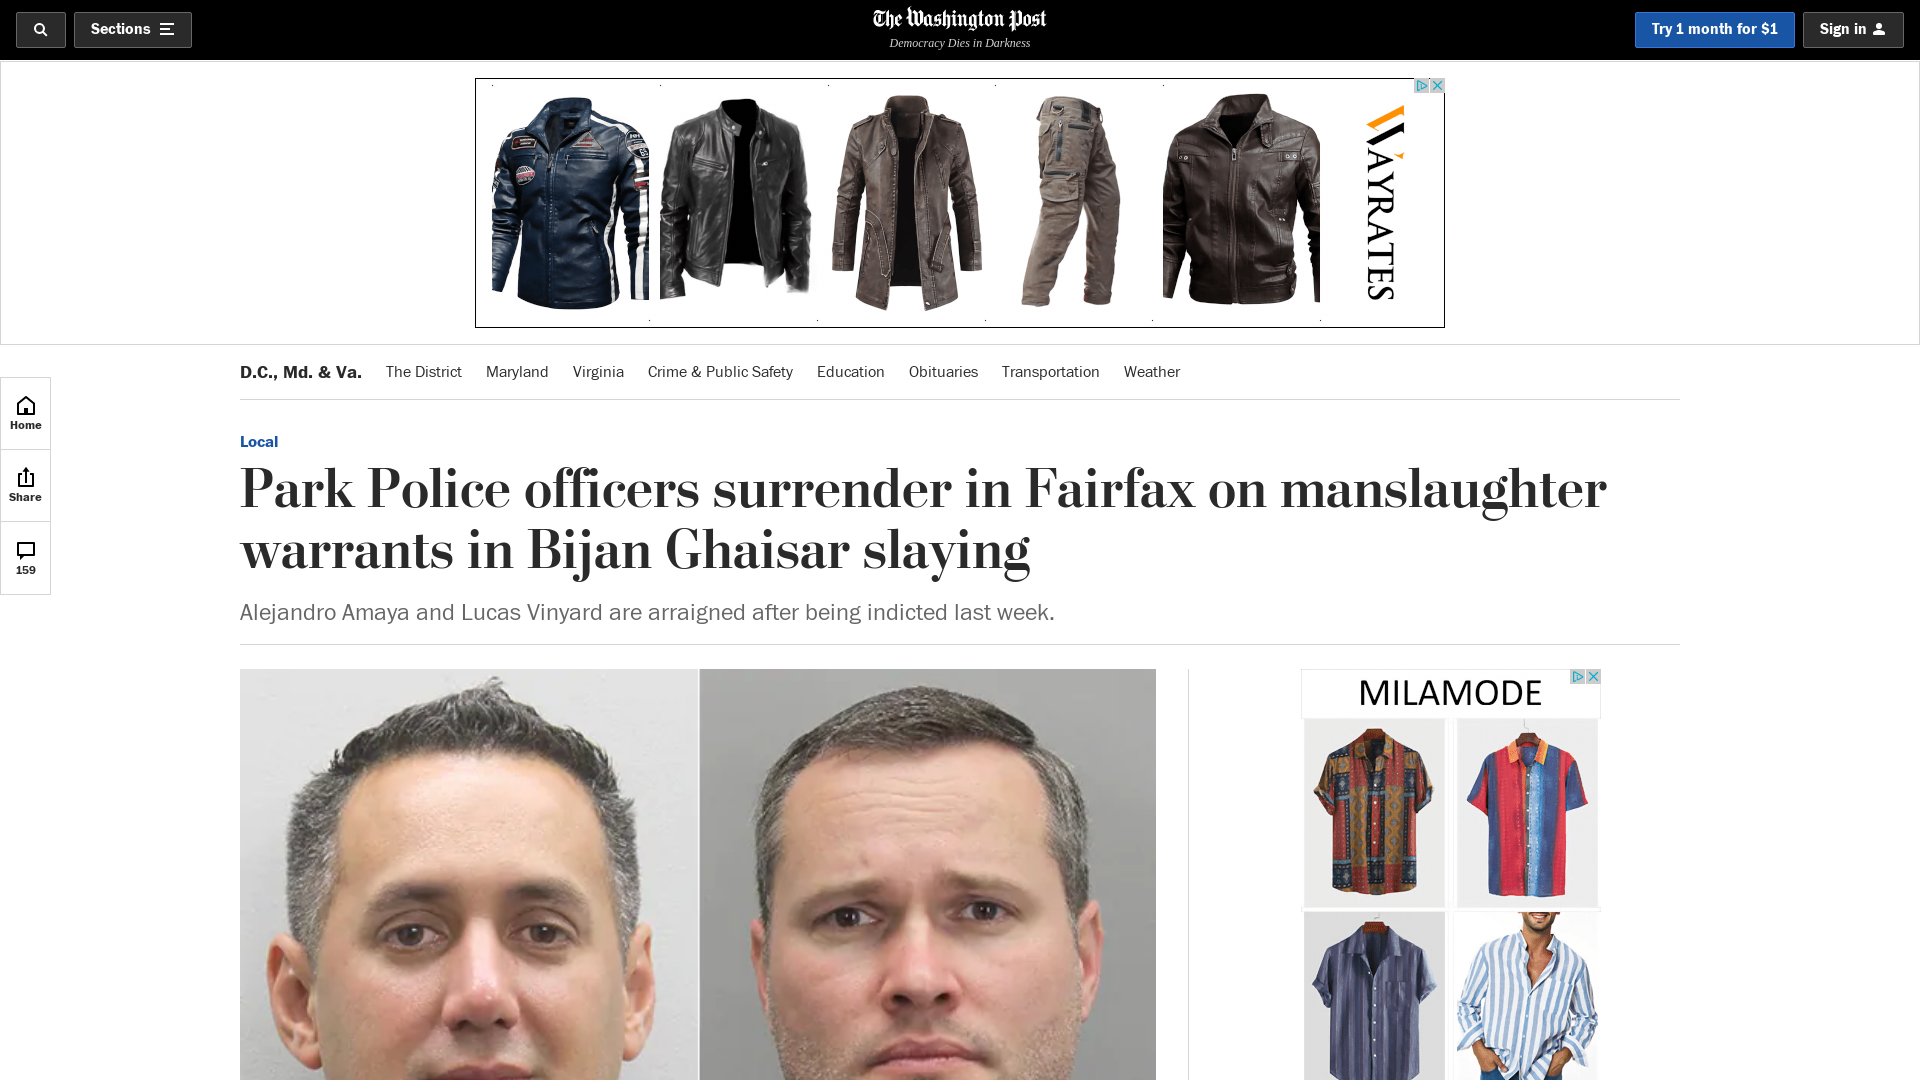 Sections
The Washington Post
Democracy Dies in Darkness
Try 1 month for $1
Sign in
WAYRATES
D.C., Md. & Va.
The District
Maryland
Virginia
Crime & Public Safety
Education
Obituaries
Transportation
Weather
Home
Share
159
Local
Park Police officers surrender in Fairfax on manslaughter
warrants in Bijan Ghaisar slaying
Alejandro Amaya and Lucas Vinyard are arraigned after being indicted last week.
MILAMODE